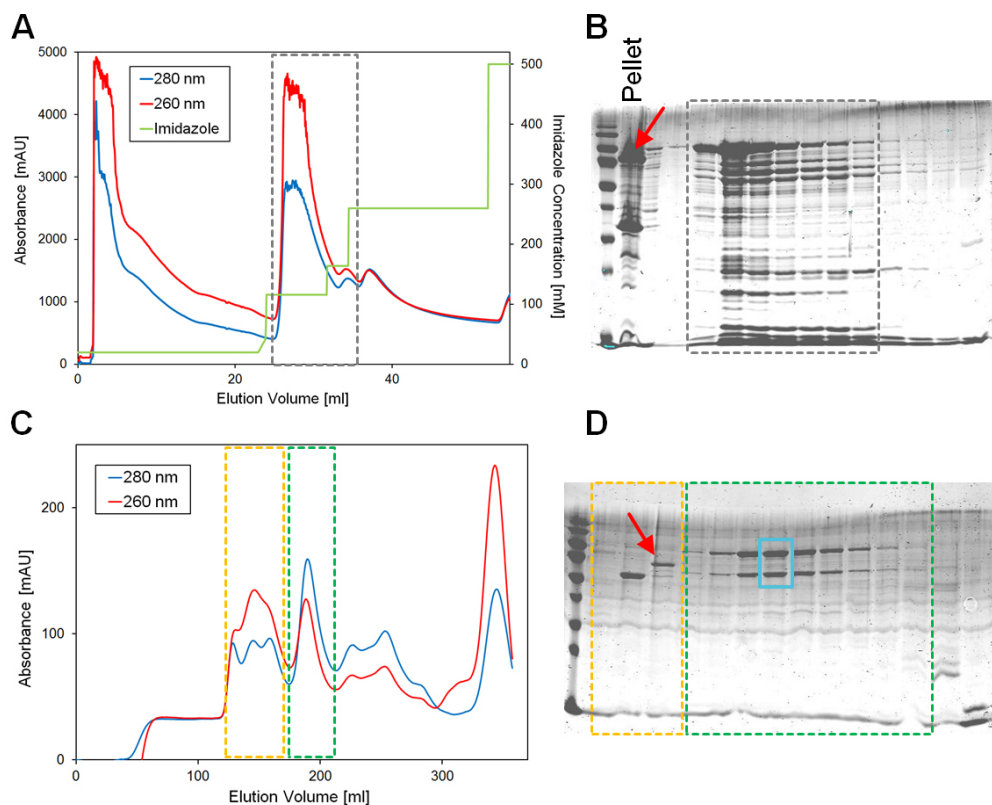 A
5000
4000
3000
2000
1000
0
Absorbance [mAU]
280 nm
260 nm
Imidazole
500
400
300
200
100
0
Imidazole Concentration [mM]
0
20
40
Elution Volume [ml]
B
Pellet
C
200
100
0
Absorbance [mAU]
280 nm
260 nm
0
100
200
300
Elution Volume [ml]
D